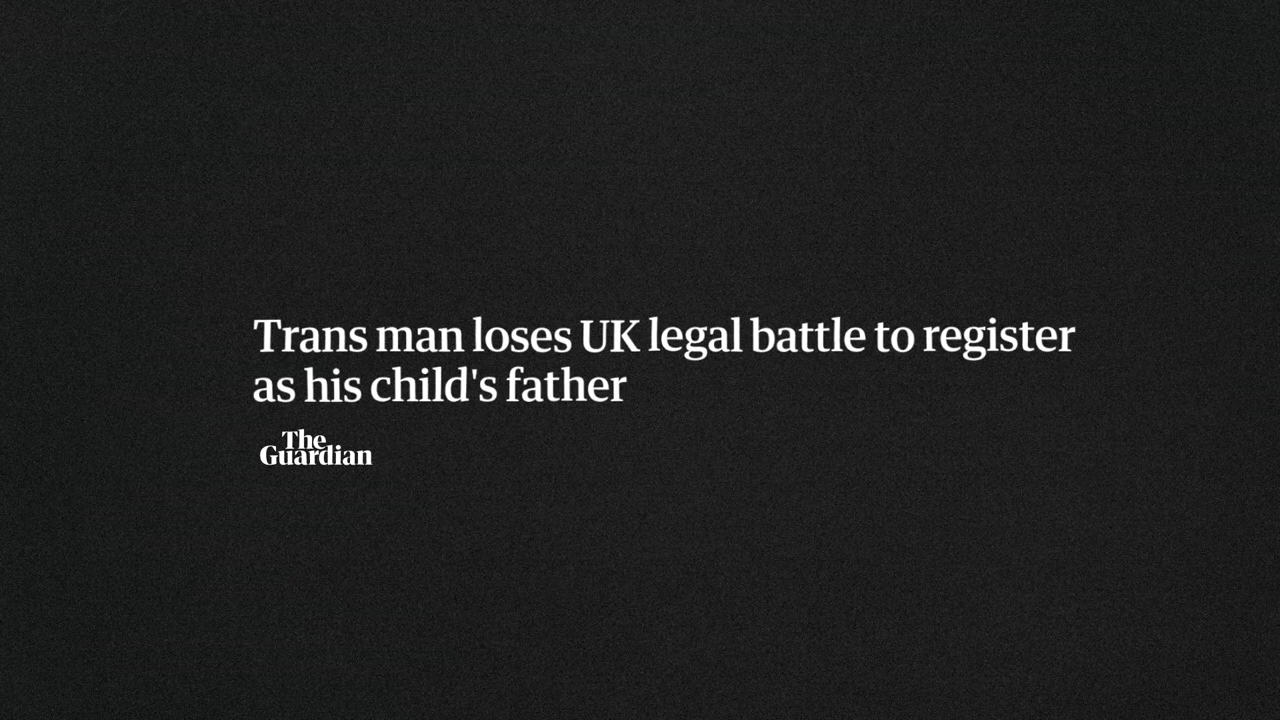 Trans man loses UK legal battle to register
as his child's father
The
Guardian